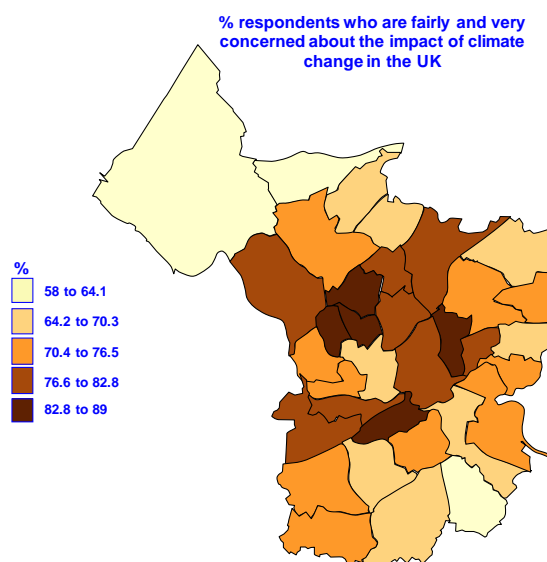 % respondents who are fairly and very
concerned about the impact of climate
change in the UK
%
58 to 64.1
64.2 to 70.3
70.4 to 76.5
76.6 to 82.8
82.8 to 89